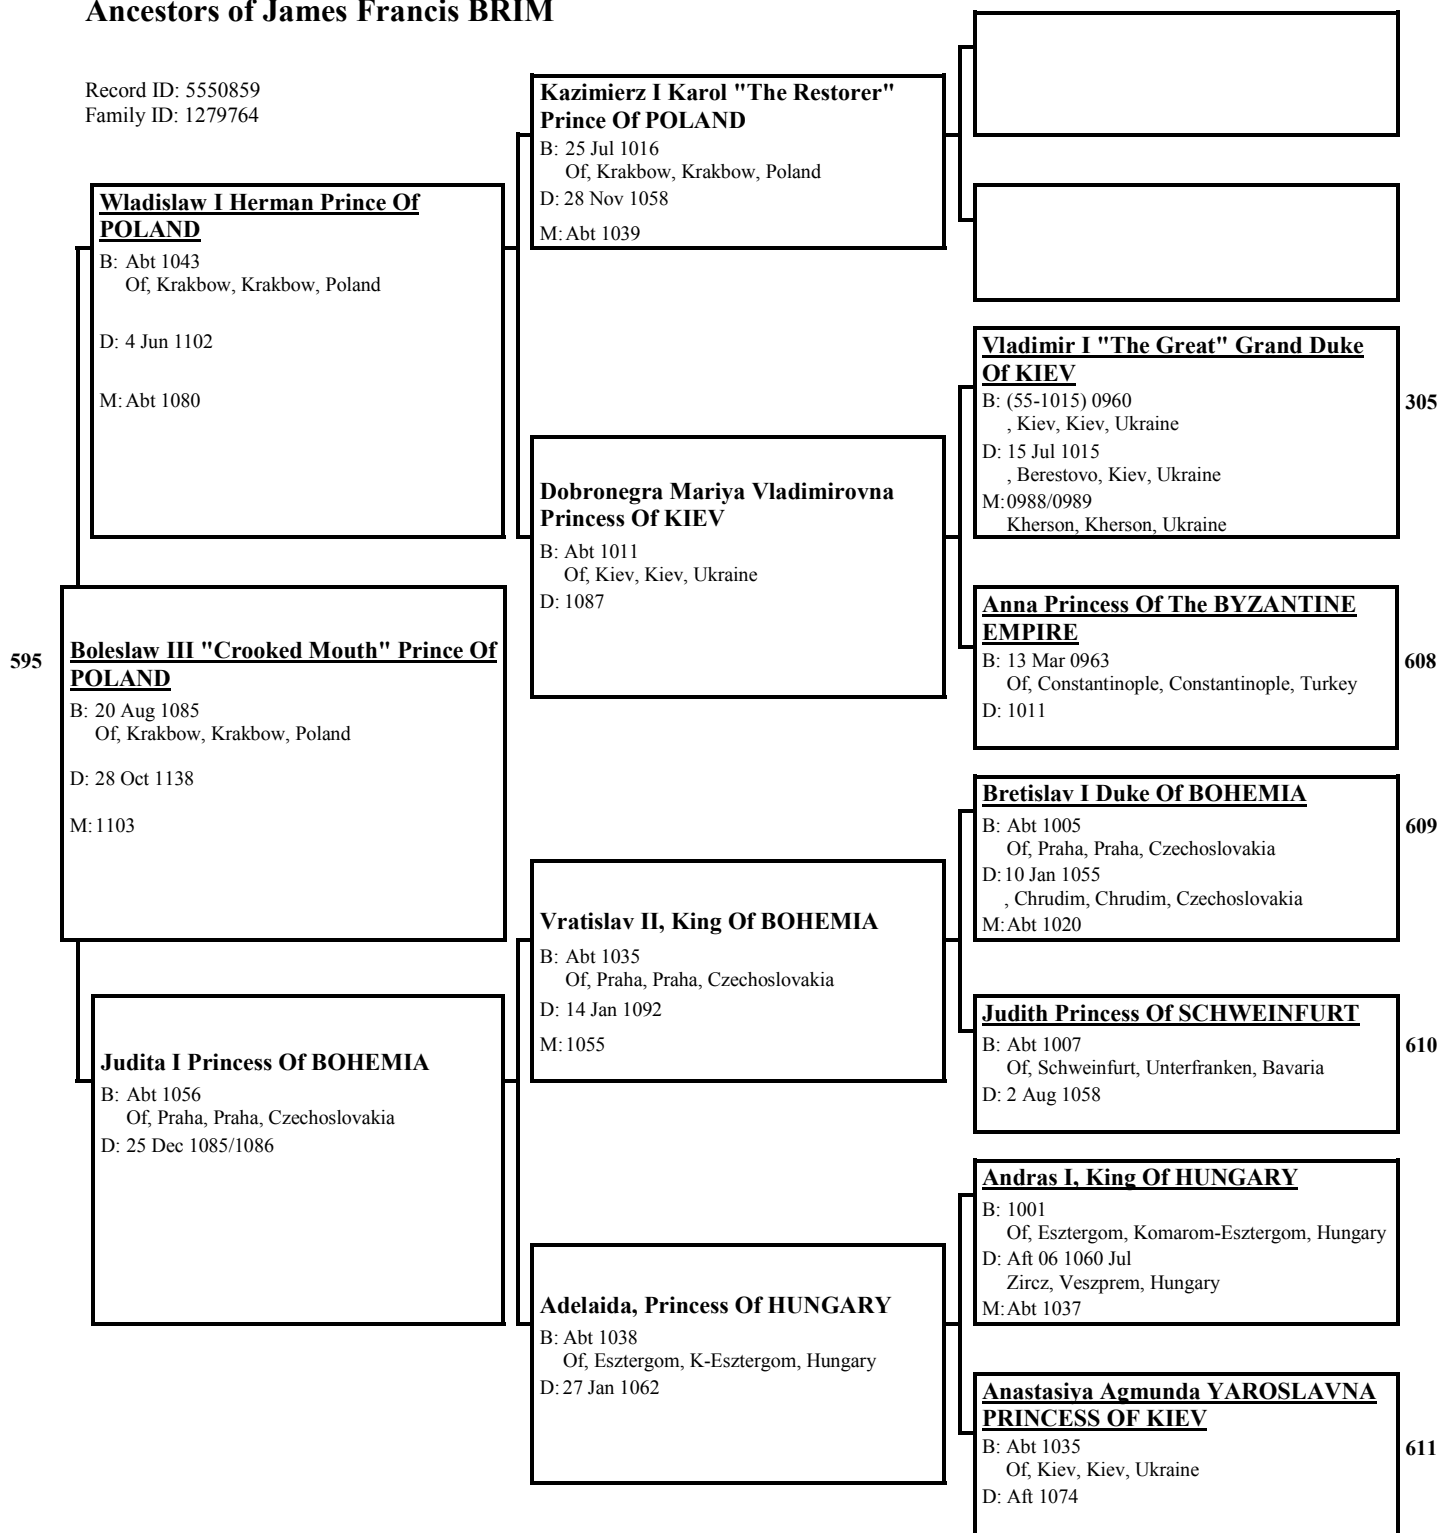 Ancestors of James Francis BRIM
Record ID: 5550859
Family ID: 1279764
Kazimierz I Karol "The Restorer"
Prince Of POLAND
B: 25 Jul 1016
Of, Krakbow, Krakbow, Poland
D: 28 Nov 1058
M: Abt 1039
Wladislaw I Herman Prince Of
POLAND
B: Abt 1043
Of, Krakbow, Krakbow, Poland
D: 4 Jun 1102
M: Abt 1080
Vladimir I "The Great" Grand Duke
Of KIEV
B: (55-1015) 0960
, Kiev, Kiev, Ukraine
D: 15 Jul 1015
, Berestovo, Kiev, Ukraine
M: 0988/0989
Kherson, Kherson, Ukraine
305
Dobronegra Mariya Vladimirovna
Princess Of KIEV
B: Abt 1011
Of, Kiev, Kiev, Ukraine
D: 1087
Anna Princess Of The BYZANTINE
EMPIRE
B: 13 Mar 0963
Of, Constantinople, Constantinople, Turkey
D: 1011
608
595
Boleslaw III "Crooked Mouth" Prince Of
POLAND
B: 20 Aug 1085
Of, Krakbow, Krakbow, Poland
D: 28 Oct 1138
M: 1103
Bretislav I Duke Of BOHEMIA
B: Abt 1005
Of, Praha, Praha, Czechoslovakia
D: 10 Jan 1055
, Chrudim, Chrudim, Czechoslovakia
M: Abt 1020
609
Vratislav II, King Of BOHEMIA
B: Abt 1035
Of, Praha, Praha, Czechoslovakia
D: 14 Jan 1092
M: 1055
Judith Princess Of SCHWEINFURT
B: Abt 1007
Of, Schweinfurt, Unterfranken, Bavaria
D: 2 Aug 1058
610
Judita I Princess Of BOHEMIA
B: Abt 1056
Of, Praha, Praha, Czechoslovakia
D: 25 Dec 1085/1086
Andras I, King Of HUNGARY
B: 1001
Of, Esztergom, Komarom-Esztergom, Hungary
D: Aft 06 1060 Jul
Zircz, Veszprem, Hungary
M: Abt 1037
Adelaida, Princess Of HUNGARY
B: Abt 1038
Of, Esztergom, K-Esztergom, Hungary
D: 27 Jan 1062
Anastasiya Agmunda YAROSLAVNA
PRINCESS OF KIEV
B: Abt 1035
Of, Kiev, Kiev, Ukraine
D: Aft 1074
611